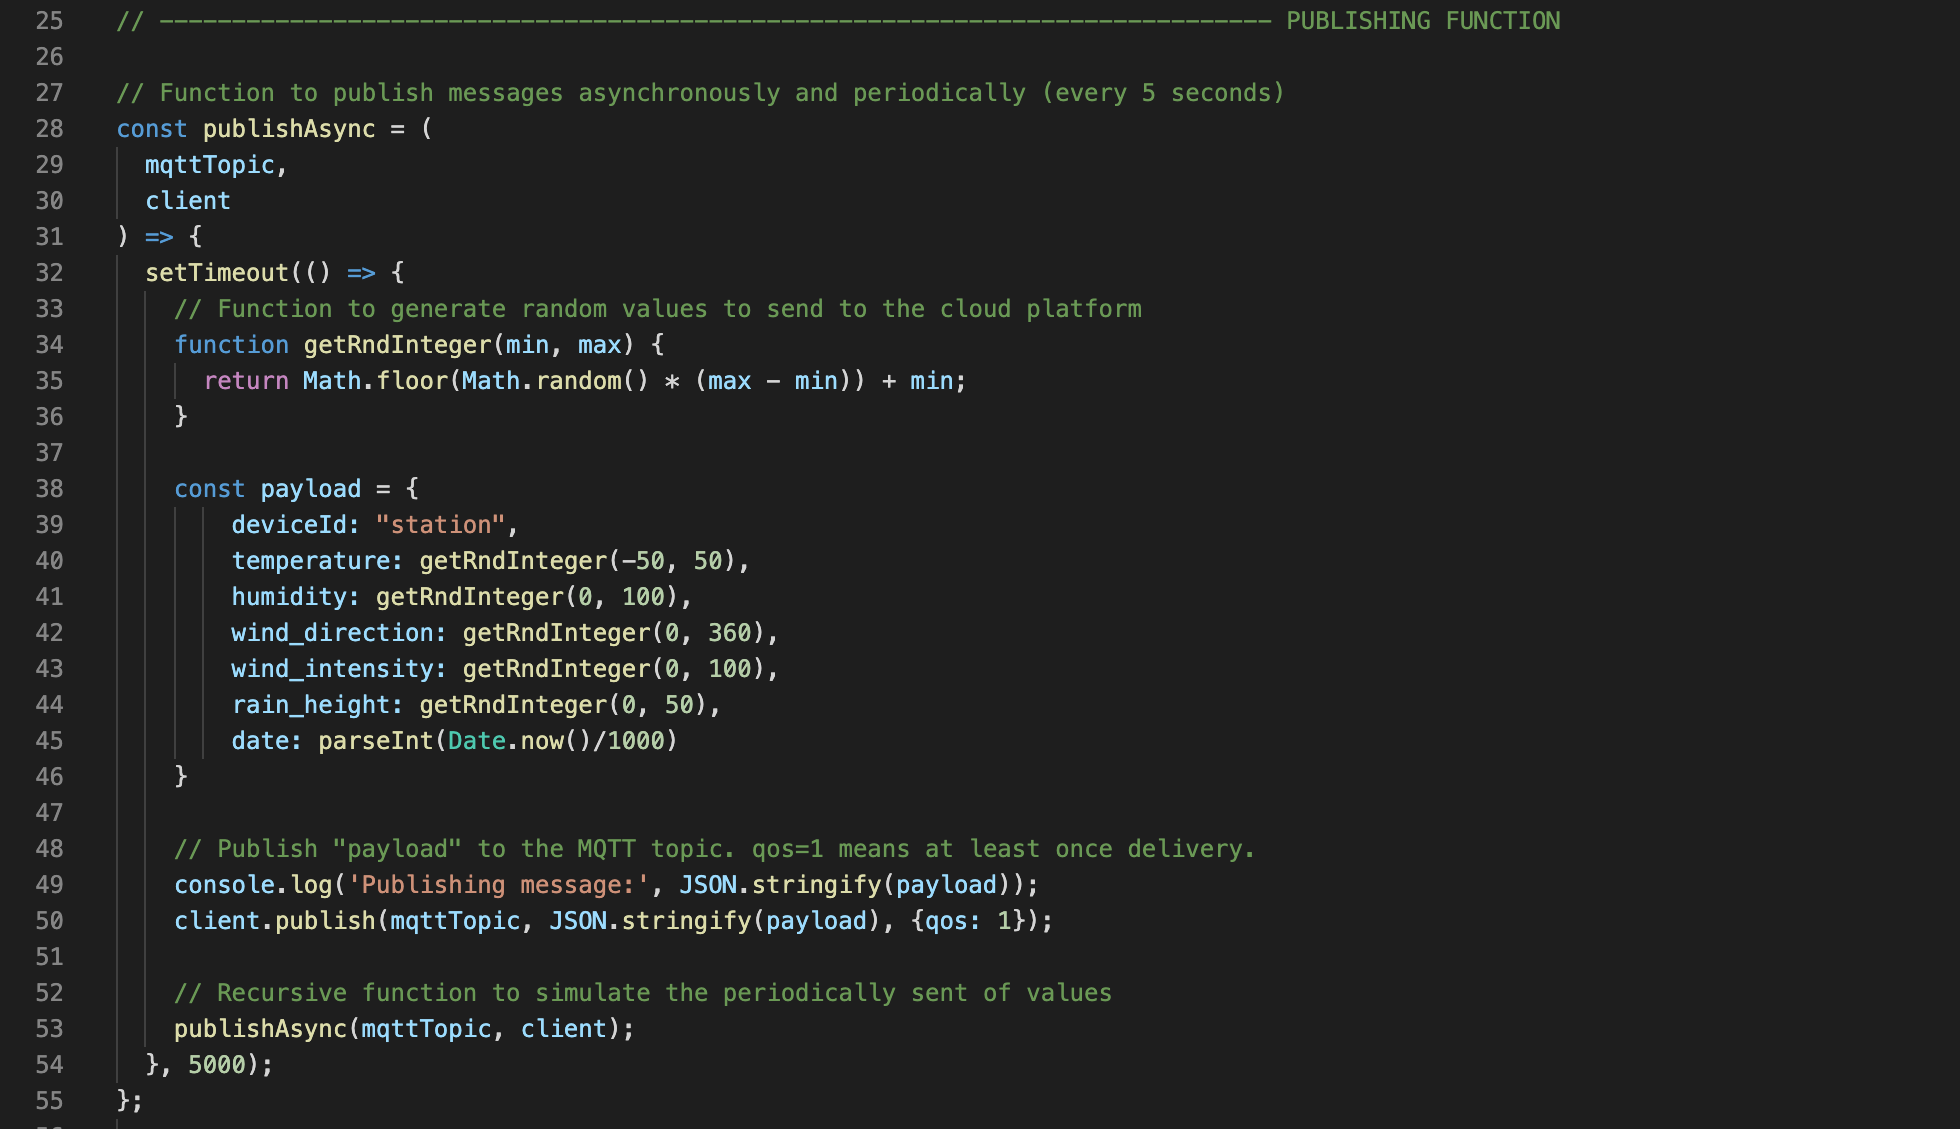 25 // ----------------------------------------------------------------------------- PUBLISHING FUNCTION
26
27 // Function to publish messages asynchronously and periodically (every 5 seconds)
28 const publishAsync = (
29 mqttTopic,
30 client
31 ) => {
32 setTimeout(() => {
33 // Function to generate random values to send to the cloud platform
34 function getRndInteger(min, max) {
35 return Math.floor(Math.random() * (max - min)) + min;
36 }
37
38 const payload = {
39 deviceId: "station",
40 temperature: getRndInteger(-50, 50),
41 humidity: getRndInteger(0, 100),
42 wind_direction: getRndInteger(0, 360),
43 wind_intensity: getRndInteger(0, 100),
44 rain_height: getRndInteger(0, 50),
45 date: parseInt(Date.now()/1000)
46 }
47
48 // Publish "payload" to the MQTT topic. qos=1 means at least once delivery.
49 console.log('Publishing message:', JSON.stringify(payload));
50 client.publish(mqttTopic, JSON.stringify(payload), {qos: 1});
51
52 // Recursive function to simulate the periodically sent of values
53 publishAsync(mqttTopic, client);
54 }, 5000);
55 };